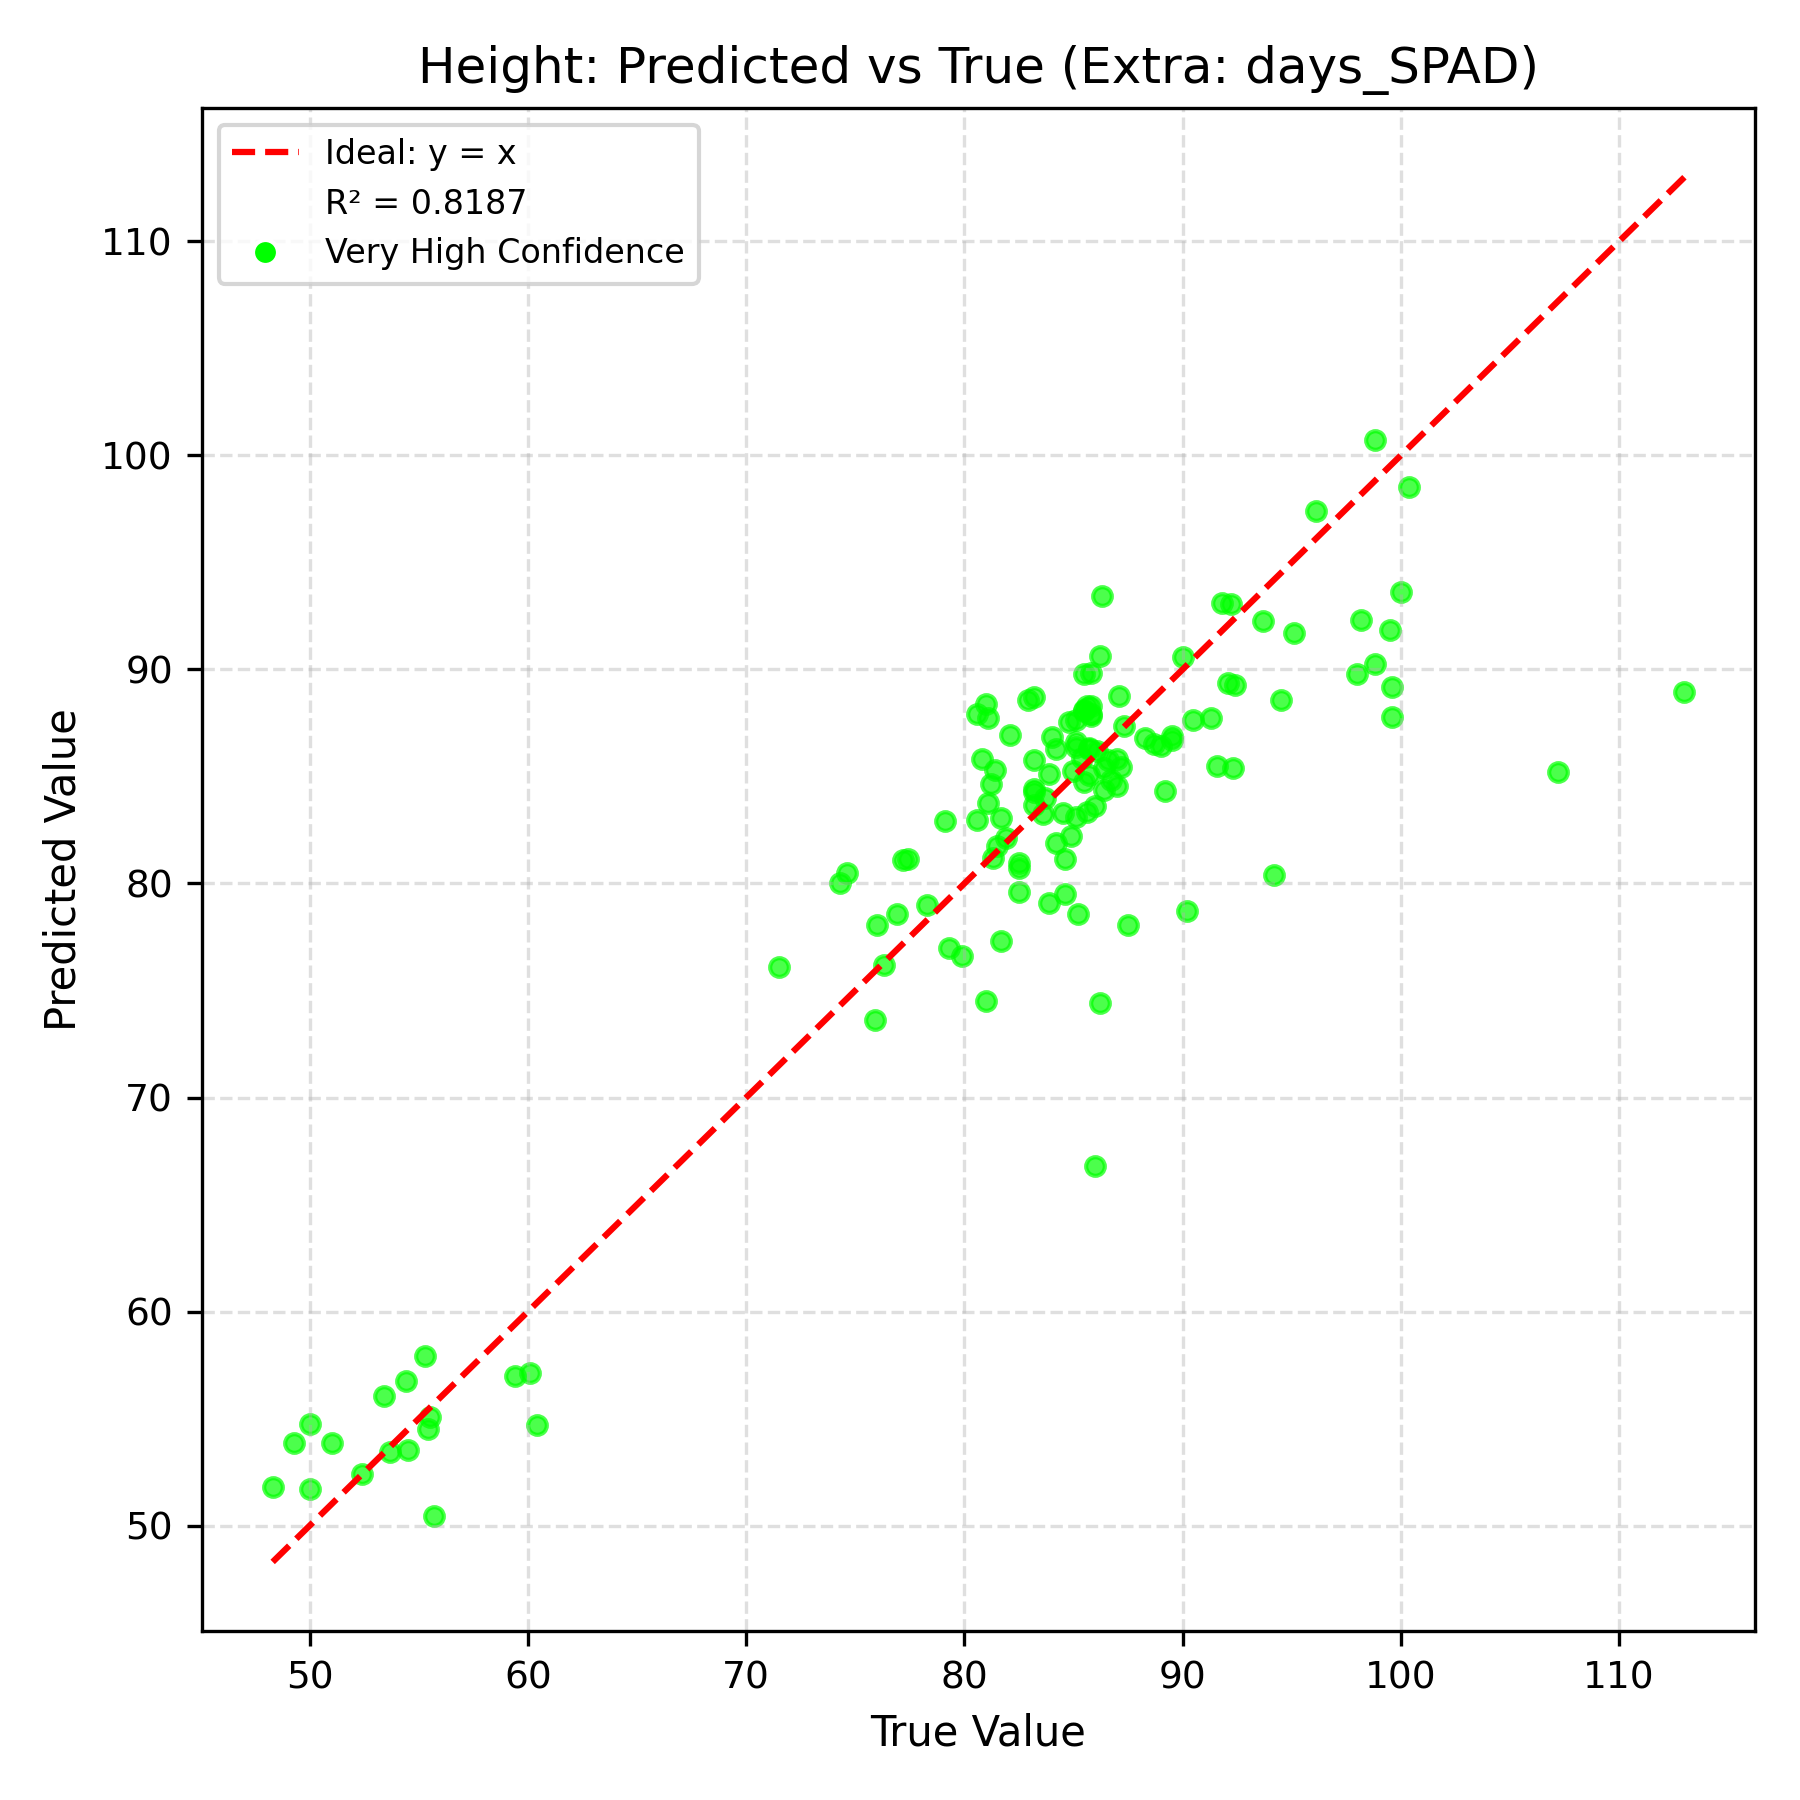 Height: Predicted vs True (Extra: days_SPAD)
Ideal: y = x
R² = 0.8187
Very High Confidence
110
100
90
80
70
60
50
Predicted Value
50 60 70 80 90 100 110
True Value